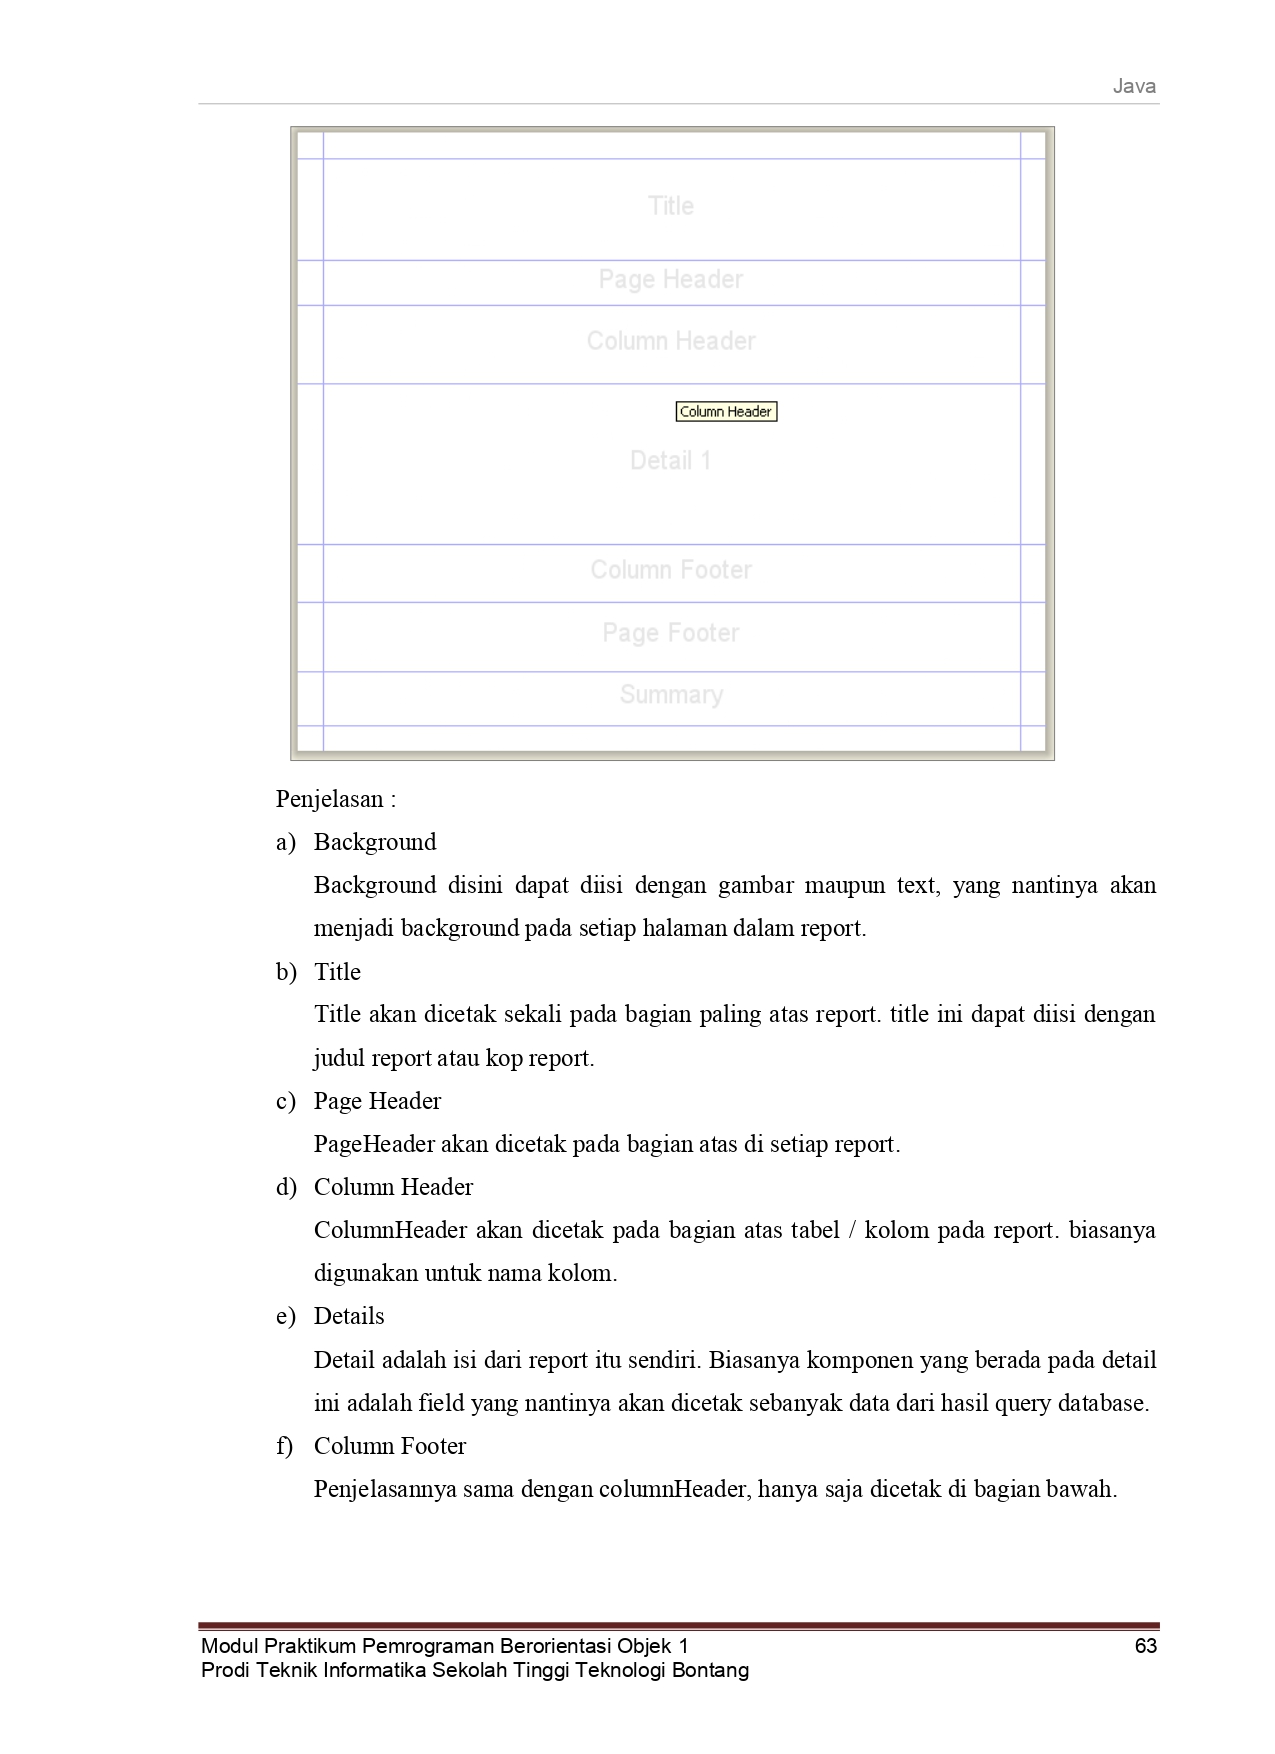 Java
Title
Page Header
Column Header
Column Header
Detail 1
Column Footer
Page Footer
Summary
Penjelasan :
a) Background
Background disini dapat diisi dengan gambar maupun text, yang nantinya akan
menjadi background pada setiap halaman dalam report.
b) Title
Title akan dicetak sekali pada bagian paling atas report. title ini dapat diisi dengan
judul report atau kop report.
c) Page Header
PageHeader akan dicetak pada bagian atas di setiap report.
d) Column Header
ColumnHeader akan dicetak pada bagian atas tabel / kolom pada report. biasanya
digunakan untuk nama kolom.
e) Details
Detail adalah isi dari report itu sendiri. Biasanya komponen yang berada pada detail
ini adalah field yang nantinya akan dicetak sebanyak data dari hasil query database.
f) Column Footer
Penjelasannya sama dengan columnHeader, hanya saja dicetak di bagian bawah.
Modul Praktikum Pemrograman Berorientasi Objek 1 63
Prodi Teknik Informatika Sekolah Tinggi Teknologi Bontang